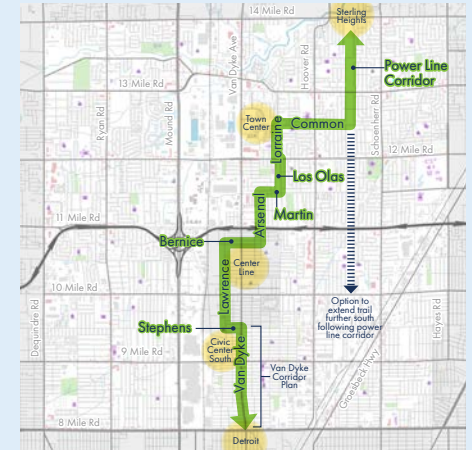 14 Mile Rd
Sterling
Heights
Van Dyke Ave
Hoover Rd
Power Line
Corridor
13 Mile Rd
Ryan Rd
Mound Rd
Town
Center
Lorraine
Common
Schoenherr Rd
12 Mile Rd
Los Olas
Martin
Arsenal
11 Mile Rd
Bernice
Center
Line
Lawrence
10 Mile Rd
Option to
extend trail
further south
following power
line corridor
Dequindre Rd
Hayes Rd
Stephens
Civic
Center
South
9 Mile Rd
Van Dyke
Van Dyke
Corridor
Plan
Groesbeck Hwy
8 Mile Rd
Detroit